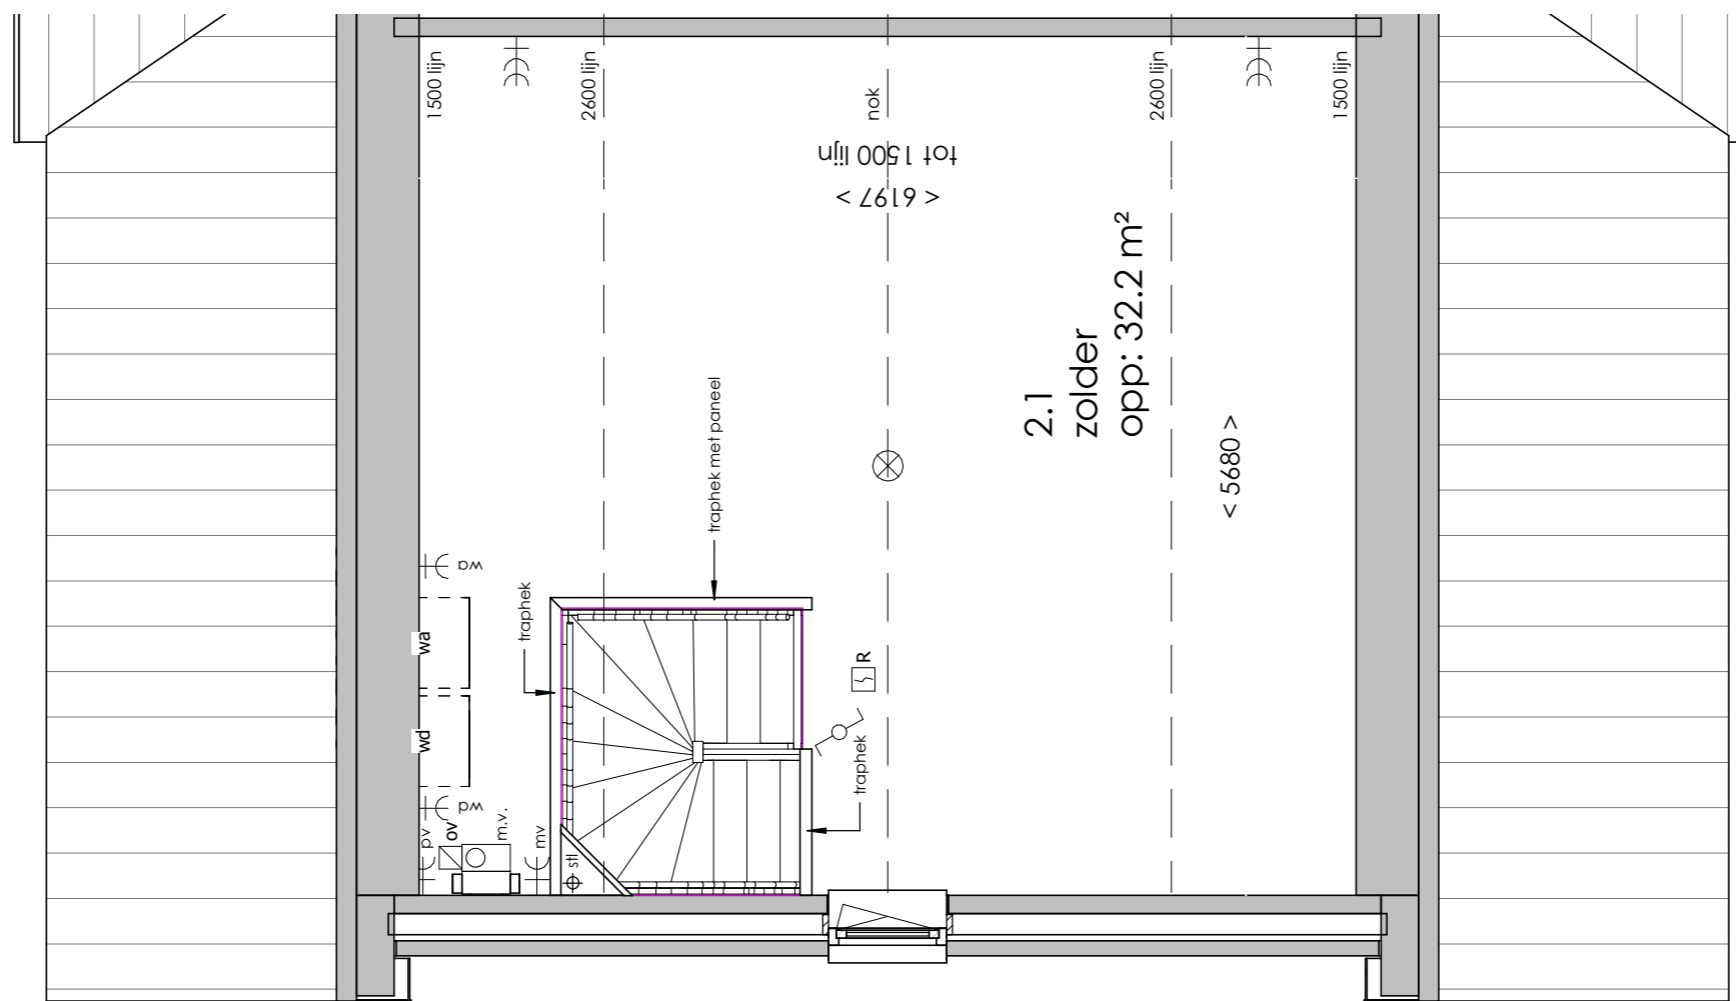 1500 lijn
2600 lijn
nok
2600 lijn
1500 lijn
tot 1500 lijn
< 6197 >
2.1
zolder
opp: 32.2 m²
< 5680 >
traphek met paneel
traphek
wa
wa
wd
wd
pv
ov
m.v.
mv
stl
R
traphek